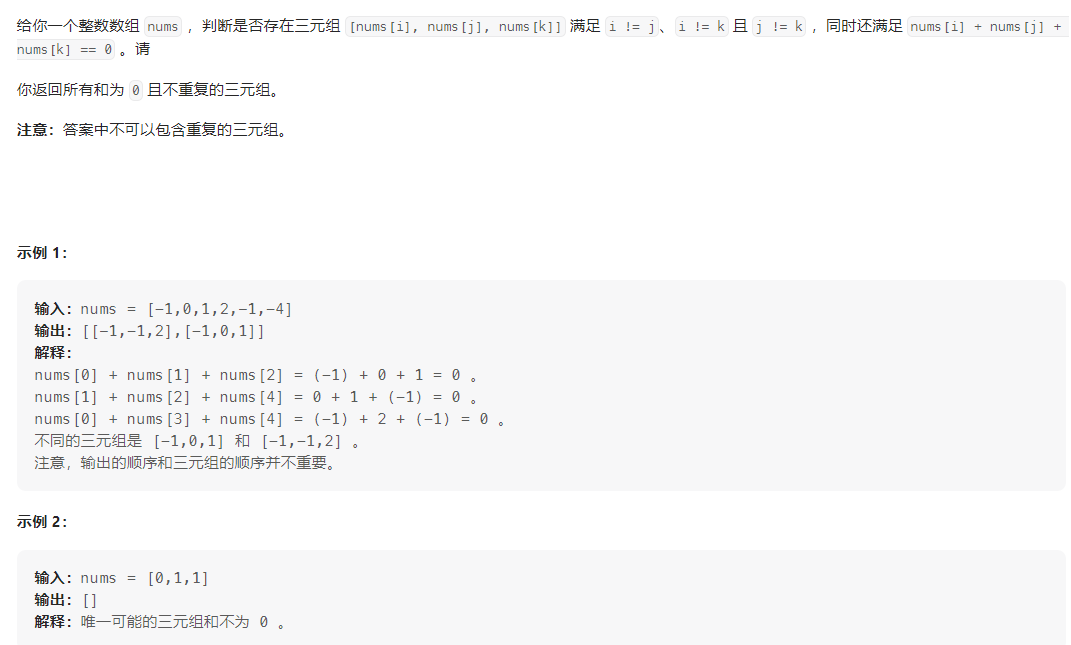 给你一个整数数组 nums ，判断是否存在三元组 [nums[i], nums[j], nums[k]] 满足 i != j、i != k 且 j != k ，同时还满足 nums[i] + nums[j] +
nums[k] == 0 。请
你返回所有和为 0 且不重复的三元组。
注意：答案中不可以包含重复的三元组。
示例 1：
输入：nums = [-1,0,1,2,-1,-4]
输出：[[-1,-1,2],[-1,0,1]]
解释：
nums[0] + nums[1] + nums[2] = (-1) + 0 + 1 = 0 。
nums[1] + nums[2] + nums[4] = 0 + 1 + (-1) = 0 。
nums[0] + nums[3] + nums[4] = (-1) + 2 + (-1) = 0 。
不同的三元组是 [-1,0,1] 和 [-1,-1,2] 。
注意，输出的顺序和三元组的顺序并不重要。
示例 2：
输入：nums = [0,1,1]
输出：[]
解释：唯一可能的三元组和不为 0 。